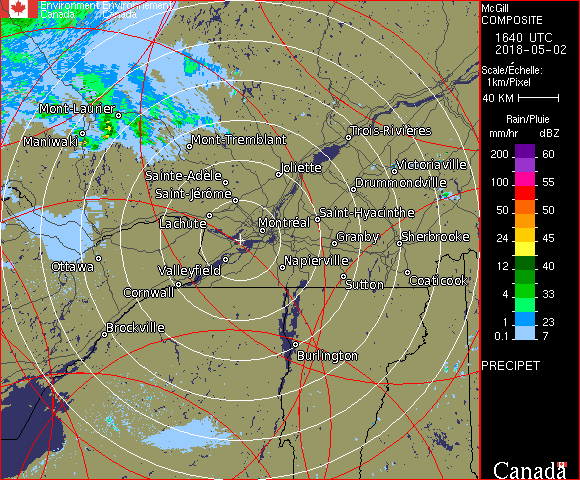 Environment Environnement
Canada Canada
Mont-Laurier
Maniwaki
Mont-Tremblant
Trois-Rivières
Joliette
Victoriaville
Sainte-Adèle
Drummondville
Saint-Jérôme
Saint-Hyacinthe
Lachute
Montréal
Granby
Sherbrooke
Ottawa
Valleyfield
Napierville
Cornwall
Sutton
Coaticook
Brockville
Burlington
McGill
COMPOSITE
1640 UTC
2018-05-02
Scale/Échelle:
1km/Pixel
40 KM
Rain/Pluie
mm/hr dBZ
200 60
150 57
100 55
50 50
24 45
12 40
4 33
1 23
0.1 7
PRECIPET
Canada